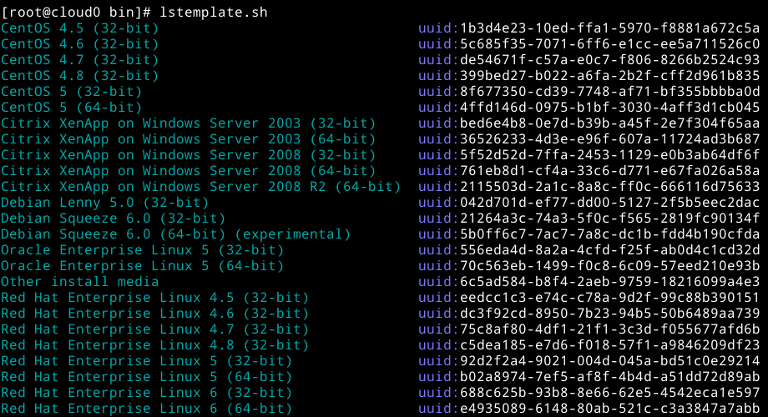 [root@cloud0 bin]# lstemplate.sh
CentOS 4.5 (32-bit) uuid:1b3d4e23-10ed-ffa1-5970-f8881a672c5a
CentOS 4.6 (32-bit) uuid:5c685f35-7071-6ff6-e1cc-ee5a711526c0
CentOS 4.7 (32-bit) uuid:de54671f-c57a-e0c7-f806-8266b2524c93
CentOS 4.8 (32-bit) uuid:399bed27-b022-a6fa-2b2f-cff2d961b835
CentOS 5 (32-bit) uuid:8f677350-cd39-7748-af71-bf355bbbba0d
CentOS 5 (64-bit) uuid:4ffd146d-0975-b1bf-3030-4aff3d1cb045
Citrix XenApp on Windows Server 2003 (32-bit) uuid:bed6e4b8-0e7d-b39b-a45f-2e7f304f65aa
Citrix XenApp on Windows Server 2003 (64-bit) uuid:36526233-4d3e-e96f-607a-11724ad3b687
Citrix XenApp on Windows Server 2008 (32-bit) uuid:5f52d52d-7ffa-2453-1129-e0b3ab64df6f
Citrix XenApp on Windows Server 2008 (64-bit) uuid:761eb8d1-cf4a-33c6-d771-e67fa026a58a
Citrix XenApp on Windows Server 2008 R2 (64-bit) uuid:2115503d-2a1c-8a8c-ff0c-666116d75633
Debian Lenny 5.0 (32-bit) uuid:042d701d-ef77-dd00-5127-2f5b5eec2dac
Debian Squeeze 6.0 (32-bit) uuid:21264a3c-74a3-5f0c-f565-2819fc90134f
Debian Squeeze 6.0 (64-bit) (experimental) uuid:5b0ff6c7-7ac7-7a8c-dc1b-fdd4b190cfda
Oracle Enterprise Linux 5 (32-bit) uuid:556eda4d-8a2a-4cfd-f25f-ab0d4c1cd32d
Oracle Enterprise Linux 5 (64-bit) uuid:70c563eb-1499-f0c8-6c09-57eed210e93b
Other install media uuid:6c5ad584-b8f4-2aeb-9759-18216099a4e3
Red Hat Enterprise Linux 4.5 (32-bit) uuid:eedcc1c3-e74c-c78a-9d2f-99c88b390151
Red Hat Enterprise Linux 4.6 (32-bit) uuid:dc3f92cd-8950-7b23-94b5-50b6489aa739
Red Hat Enterprise Linux 4.7 (32-bit) uuid:75c8af80-4df1-21f1-3c3d-f055677afd6b
Red Hat Enterprise Linux 4.8 (32-bit) uuid:c5dea185-e7d6-f018-57f1-a9846209df23
Red Hat Enterprise Linux 5 (32-bit) uuid:92d2f2a4-9021-004d-045a-bd51c0e29214
Red Hat Enterprise Linux 5 (64-bit) uuid:b02a8974-7ef5-af8f-4b4d-a51dd72d89ab
Red Hat Enterprise Linux 6 (32-bit) uuid:688c625b-93b8-8e66-62e5-4542eca1e597
Red Hat Enterprise Linux 6 (64-bit) uuid:e4935089-6148-80ab-521c-c3a3847a7abb